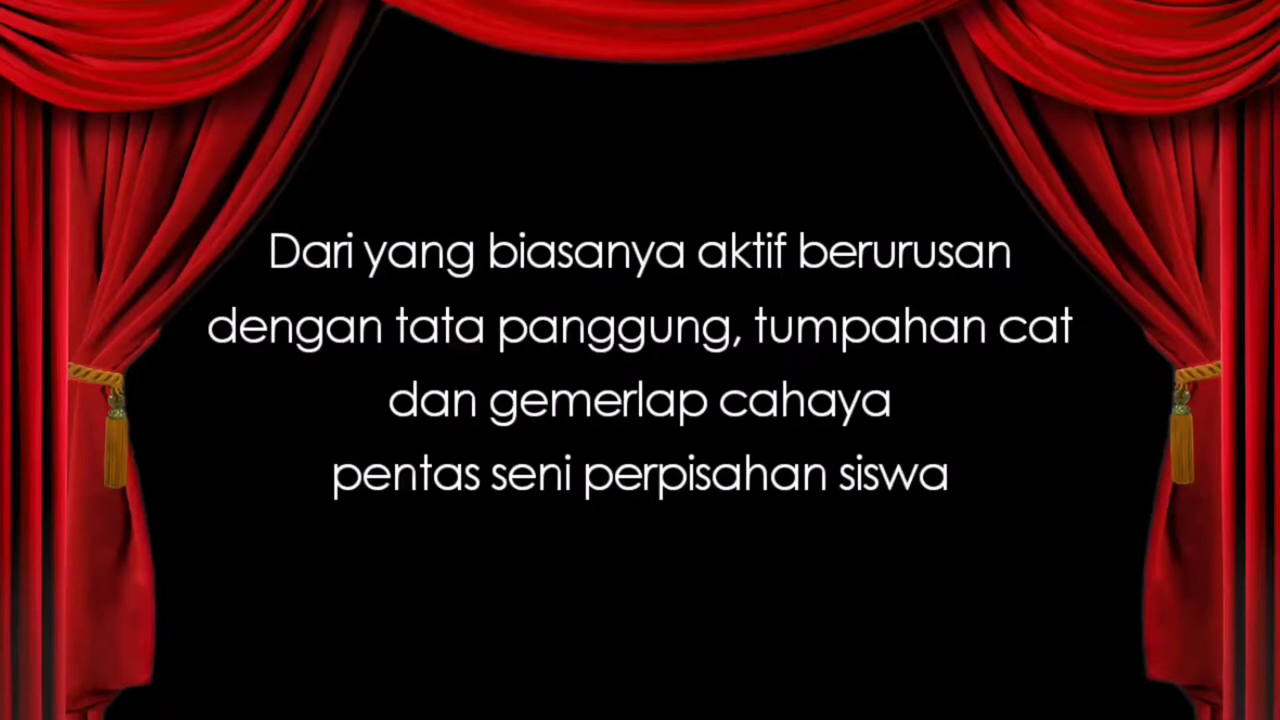 Dari yang biasanya aktif berurusan
dengan tata panggung, tumpahan cat
dan gemerlap cahaya
pentas seni perpisahan siswa